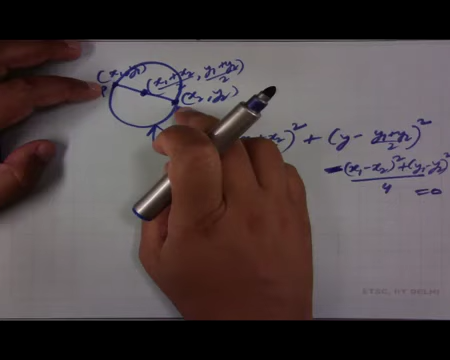 (x₁, y₁)
P
(x₁+x₂/2, y₁+y₂/2)
(x₂, y₂)
+x₂)² + (y - y₁+y₂/2)²
- (x₁-x₂)²+(y₁-y₂)²/4
=0
ETSC, IIT DELHI